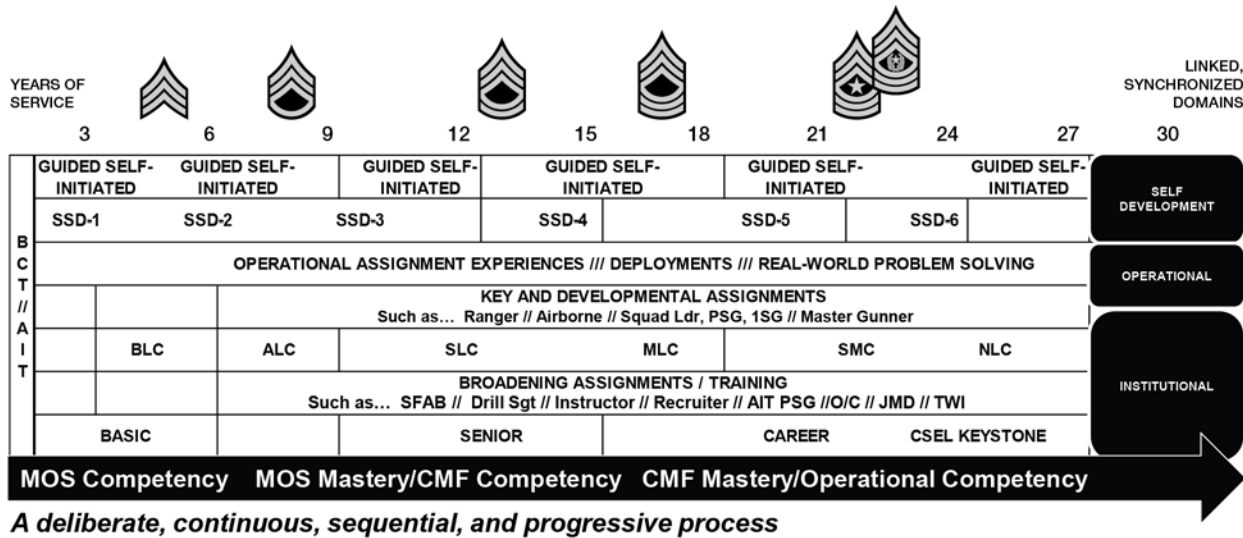 YEARS OF
SERVICE
LINKED,
SYNCHRONIZED
DOMAINS
3 6 9 12 15 18 21 24 27 30
BCT//AIT
GUIDED SELF-
INITIATED
GUIDED SELF-
INITIATED
GUIDED SELF-
INITIATED
GUIDED SELF-
INITIATED
GUIDED SELF-
INITIATED
GUIDED SELF-
INITIATED
SELF
DEVELOPMENT
SSD-1 SSD-2 SSD-3 SSD-4 SSD-5 SSD-6
OPERATIONAL ASSIGNMENT EXPERIENCES /// DEPLOYMENTS /// REAL-WORLD PROBLEM SOLVING
OPERATIONAL
KEY AND DEVELOPMENTAL ASSIGNMENTS
Such as... Ranger // Airborne // Squad Ldr, PSG, 1SG // Master Gunner
BLC ALC SLC MLC SMC NLC
BROADENING ASSIGNMENTS / TRAINING
Such as... SFAB // Drill Sgt // Instructor // Recruiter // AIT PSG //O/C // JMD // TWI
INSTITUTIONAL
BASIC SENIOR CAREER CSEL KEYSTONE
MOS Competency MOS Mastery/CMF Competency CMF Mastery/Operational Competency
A deliberate, continuous, sequential, and progressive process